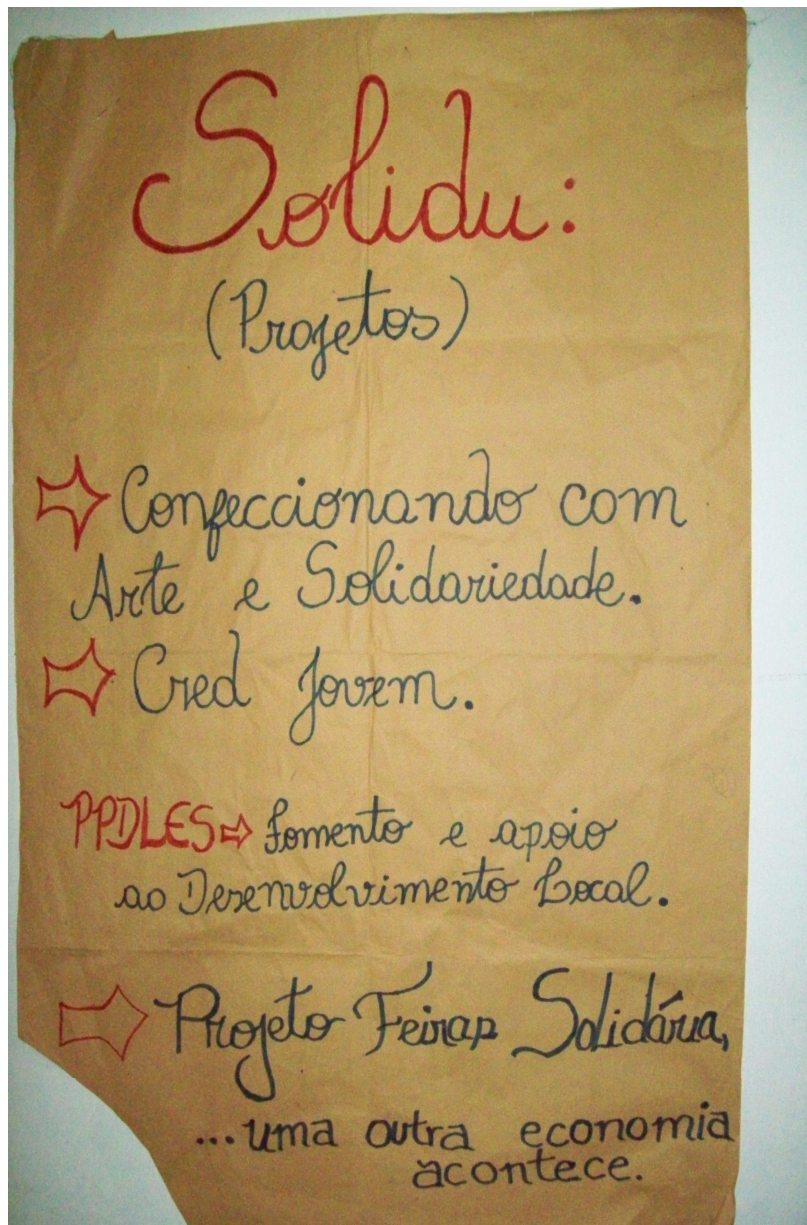 Solidu:
(Projetos)
Confeccionando com
Arte e Solidariedade.
Cred Jovem.
PPDLES⇨ fomento e apoio
ao Desenvolvimento Local.
Projeto Feiras Solidária,
...uma outra economia
acontece.